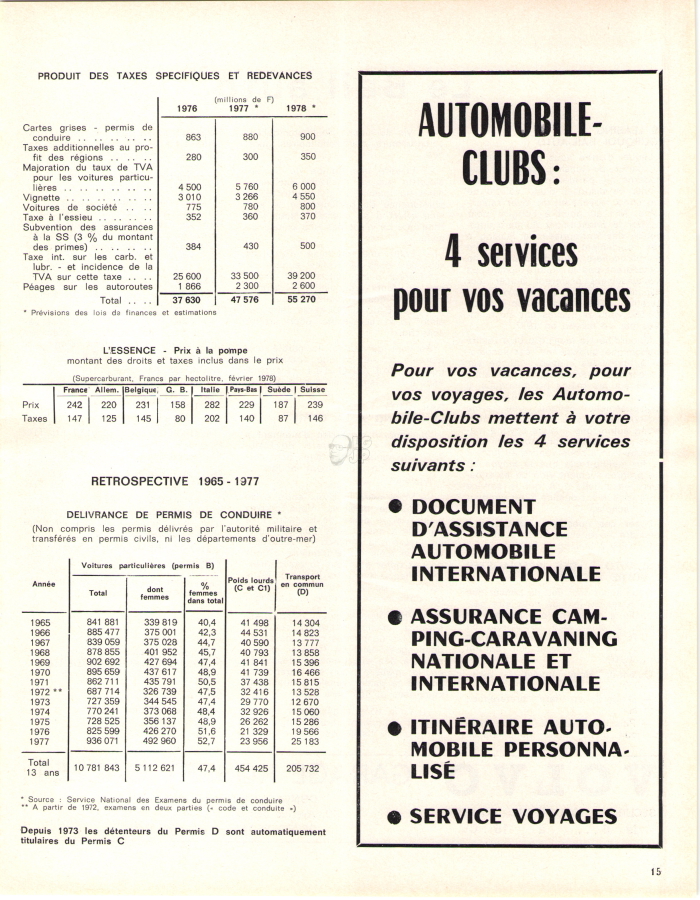 PRODUIT DES TAXES SPECIFIQUES ET REDEVANCES
(millions de F)
1976 1977 * 1978 *
Cartes grises - permis de
conduire .. .. .. .. .. .. 863 880 900
Taxes additionnelles au pro-
fit des régions .. .. .. 280 300 350
Majoration du taux de TVA
pour les voitures particu-
lières .. .. .. .. .. .. .. 4 500 5 760 6 000
Vignette .. .. .. .. .. .. .. 3 010 3 266 4 550
Voitures de société .. .. .. 775 780 800
Taxe à l'essieu .. .. .. .. 352 360 370
Subvention des assurances
à la SS (3 % du montant
des primes) .. .. .. .. 384 430 500
Taxe int. sur les carb. et
lubr. - et incidence de la
TVA sur cette taxe .. .. 25 600 33 500 39 200
Péages sur les autoroutes 1 866 2 300 2 600
Total .. .. 37 630 47 576 55 270
* Prévisions des lois de finances et estimations
L'ESSENCE - Prix à la pompe
montant des droits et taxes inclus dans le prix
(Supercarburant, Francs par hectolitre, février 1978)
France Allem. Belgique G. B. Italie Pays-Bas Suède Suisse
Prix 242 220 231 158 282 229 187 239
Taxes 147 125 145 80 202 140 87 146
RETROSPECTIVE 1965 - 1977
DELIVRANCE DE PERMIS DE CONDUIRE *
(Non compris les permis délivrés par l'autorité militaire et
transférés en permis civils, ni les départements d'outre-mer)
Année Voitures particulières (permis B) Poids lourds (C et C1) Transport en commun (D)
Total dont femmes % femmes dans total
1965 841 881 339 819 40,4 41 498 14 304
1966 885 477 375 001 42,3 44 531 14 823
1967 839 059 375 028 44,7 40 590 13 777
1968 878 855 401 952 45,7 40 793 13 858
1969 902 692 427 694 47,4 41 841 15 396
1970 895 659 437 617 48,9 41 739 16 466
1971 862 711 435 791 50,5 37 438 15 815
1972 ** 687 714 326 739 47,5 32 416 13 528
1973 727 359 344 545 47,4 29 770 12 670
1974 770 241 373 068 48,4 32 926 15 060
1975 728 525 356 137 48,9 26 262 15 286
1976 825 599 426 270 51,6 21 329 19 566
1977 936 071 492 960 52,7 23 956 25 183
Total
13 ans 10 781 843 5 112 621 47,4 454 425 205 732
* Source : Service National des Examens du permis de conduire
** A partir de 1972, examens en deux parties (« code et conduite »)
Depuis 1973 les détenteurs du Permis D sont automatiquement
titulaires du Permis C
AUTOMOBILE-
CLUBS :
4 services
pour vos vacances
Pour vos vacances, pour
vos voyages, les Automo-
bile-Clubs mettent à votre
disposition les 4 services
suivants :
● DOCUMENT
D'ASSISTANCE
AUTOMOBILE
INTERNATIONALE
● ASSURANCE CAM-
PING-CARAVANING
NATIONALE ET
INTERNATIONALE
● ITINÉRAIRE AUTO-
MOBILE PERSONNA-
LISÉ
● SERVICE VOYAGES
15